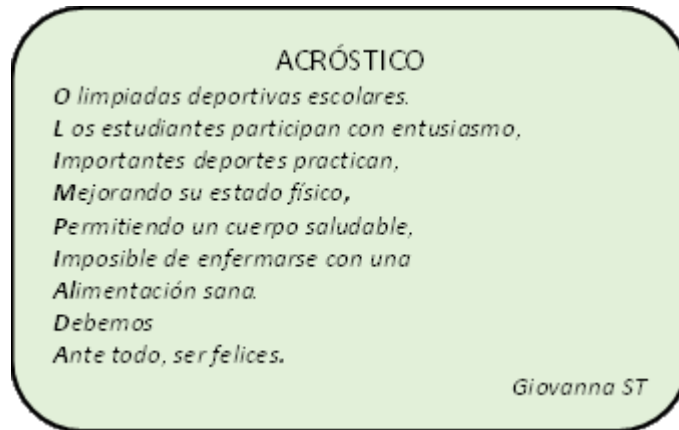 ACRÓSTICO
O limpiadas deportivas escolares.
L os estudiantes participan con entusiasmo,
Importantes deportes practican,
Mejorando su estado físico,
Permitiendo un cuerpo saludable,
Imposible de enfermarse con una
Alimentación sana.
Debemos
Ante todo, ser felices.
Giovanna ST